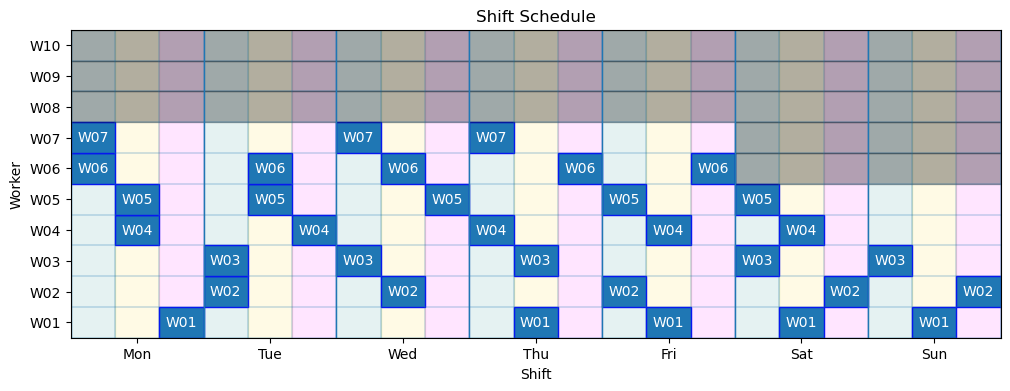 Shift Schedule
W10
W09
W08
W07 W07 W07 W07
W06 W06 W06 W06 W06 W06
W05 W05 W05 W05 W05 W05
W04 W04 W04 W04 W04 W04
W03 W03 W03 W03 W03 W03
W02 W02 W02 W02 W02 W02
W01 W01 W01 W01 W01 W01
Mon Tue Wed Thu Fri Sat Sun
Shift
Worker